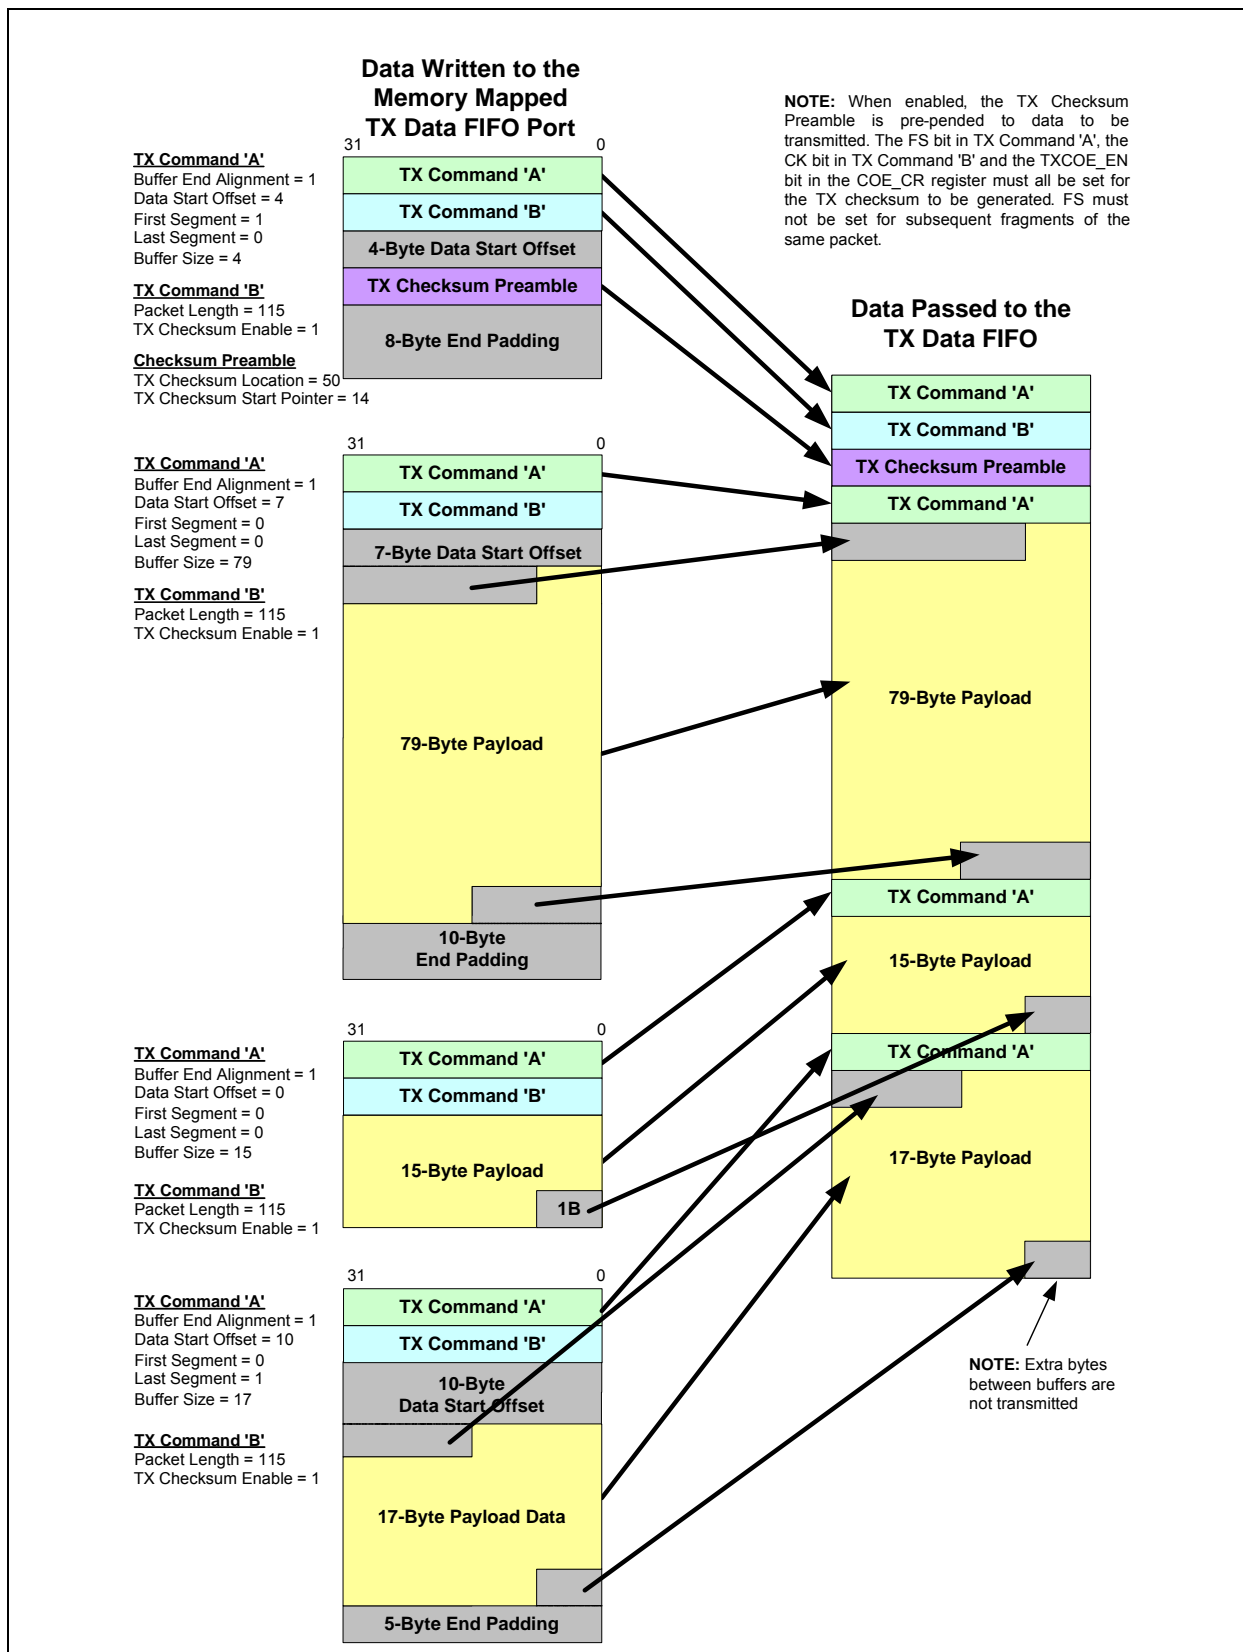 Data Written to the
Memory Mapped
TX Data FIFO Port
NOTE: When enabled, the TX Checksum
Preamble is pre-pended to data to be
transmitted. The FS bit in TX Command 'A', the
CK bit in TX Command 'B' and the TXCOE_EN
bit in the COE_CR register must all be set for
the TX checksum to be generated. FS must
not be set for subsequent fragments of the
same packet.
31 0
TX Command 'A'
Buffer End Alignment = 1
Data Start Offset = 4
First Segment = 1
Last Segment = 0
Buffer Size = 4
TX Command 'B'
Packet Length = 115
TX Checksum Enable = 1
Checksum Preamble
TX Checksum Location = 50
TX Checksum Start Pointer = 14
TX Command 'A'
TX Command 'B'
4-Byte Data Start Offset
TX Checksum Preamble
8-Byte End Padding
Data Passed to the
TX Data FIFO
TX Command 'A'
TX Command 'B'
TX Checksum Preamble
TX Command 'A'
79-Byte Payload
TX Command 'A'
15-Byte Payload
TX Command 'A'
17-Byte Payload
NOTE: Extra bytes
between buffers are
not transmitted
31 0
TX Command 'A'
Buffer End Alignment = 1
Data Start Offset = 7
First Segment = 0
Last Segment = 0
Buffer Size = 79
TX Command 'B'
Packet Length = 115
TX Checksum Enable = 1
TX Command 'A'
TX Command 'B'
7-Byte Data Start Offset
79-Byte Payload
10-Byte
End Padding
31 0
TX Command 'A'
Buffer End Alignment = 1
Data Start Offset = 0
First Segment = 0
Last Segment = 0
Buffer Size = 15
TX Command 'B'
Packet Length = 115
TX Checksum Enable = 1
TX Command 'A'
TX Command 'B'
15-Byte Payload
1B
31 0
TX Command 'A'
Buffer End Alignment = 1
Data Start Offset = 10
First Segment = 0
Last Segment = 1
Buffer Size = 17
TX Command 'B'
Packet Length = 115
TX Checksum Enable = 1
TX Command 'A'
TX Command 'B'
10-Byte
Data Start Offset
17-Byte Payload Data
5-Byte End Padding